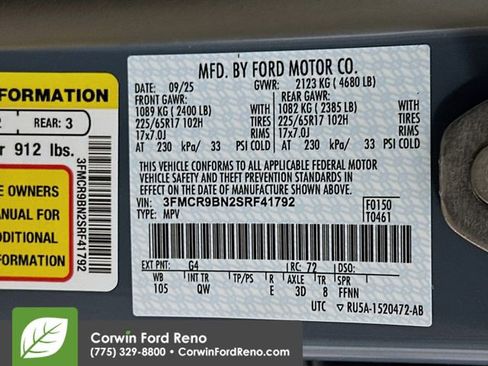 FORMATION
2
REAR: 3
r 912 lbs.
E OWNERS
ANUAL FOR
DDITIONAL
ORMATION
3FMCR9BN2SRF41792
MFD. BY FORD MOTOR CO.
DATE: 09/25 GVWR: 2123 KG ( 4680 LB)
FRONT GAWR: REAR GAWR:
1089 KG ( 2400 LB) 1082 KG ( 2385 LB)
225/65R17 102H TIRES 225/65R17 102H TIRES
17x7.0J RIMS 17x7.0J RIMS
AT 230 kPa/ 33 PSI COLD AT 230 kPa/ 33 PSI COLD
THIS VEHICLE CONFORMS TO ALL APPLICABLE FEDERAL MOTOR
VEHICLE SAFETY AND THEFT PREVENTION STANDARDS IN
EFFECT ON THE DATE OF MANUFACTURE SHOWN ABOVE.
VIN: 3FMCR9BN2SRF41792
TYPE: MPV
F0150
T0461
EXT PNT: G4 RC: 72 DSO:
WB INT TR TP/PS R AXLE TR SPR
105 QW E 3D 8 FFNN
UTC RU5A-1520472-AB
Corwin Ford Reno
(775) 329-8800 • CorwinFordReno.com